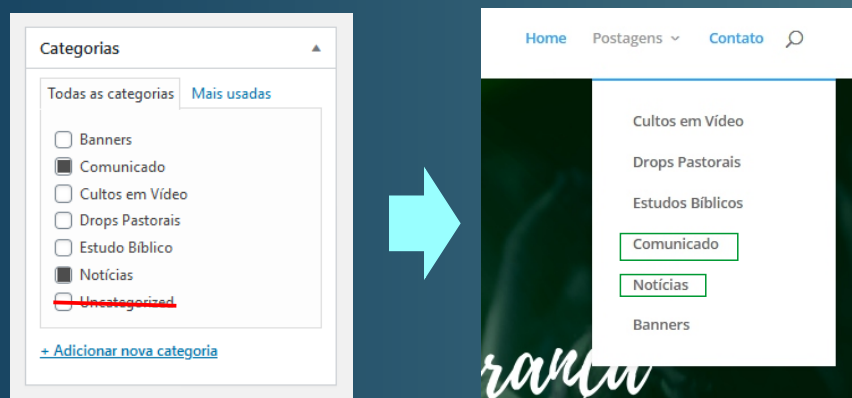 Categorias
Todas as categorias Mais usadas
Banners
Comunicado
Cultos em Vídeo
Drops Pastorais
Estudo Bíblico
Notícias
Uncategorized
+ Adicionar nova categoria
Home Postagens Contato
Cultos em Vídeo
Drops Pastorais
Estudos Bíblicos
Comunicado
Notícias
Banners